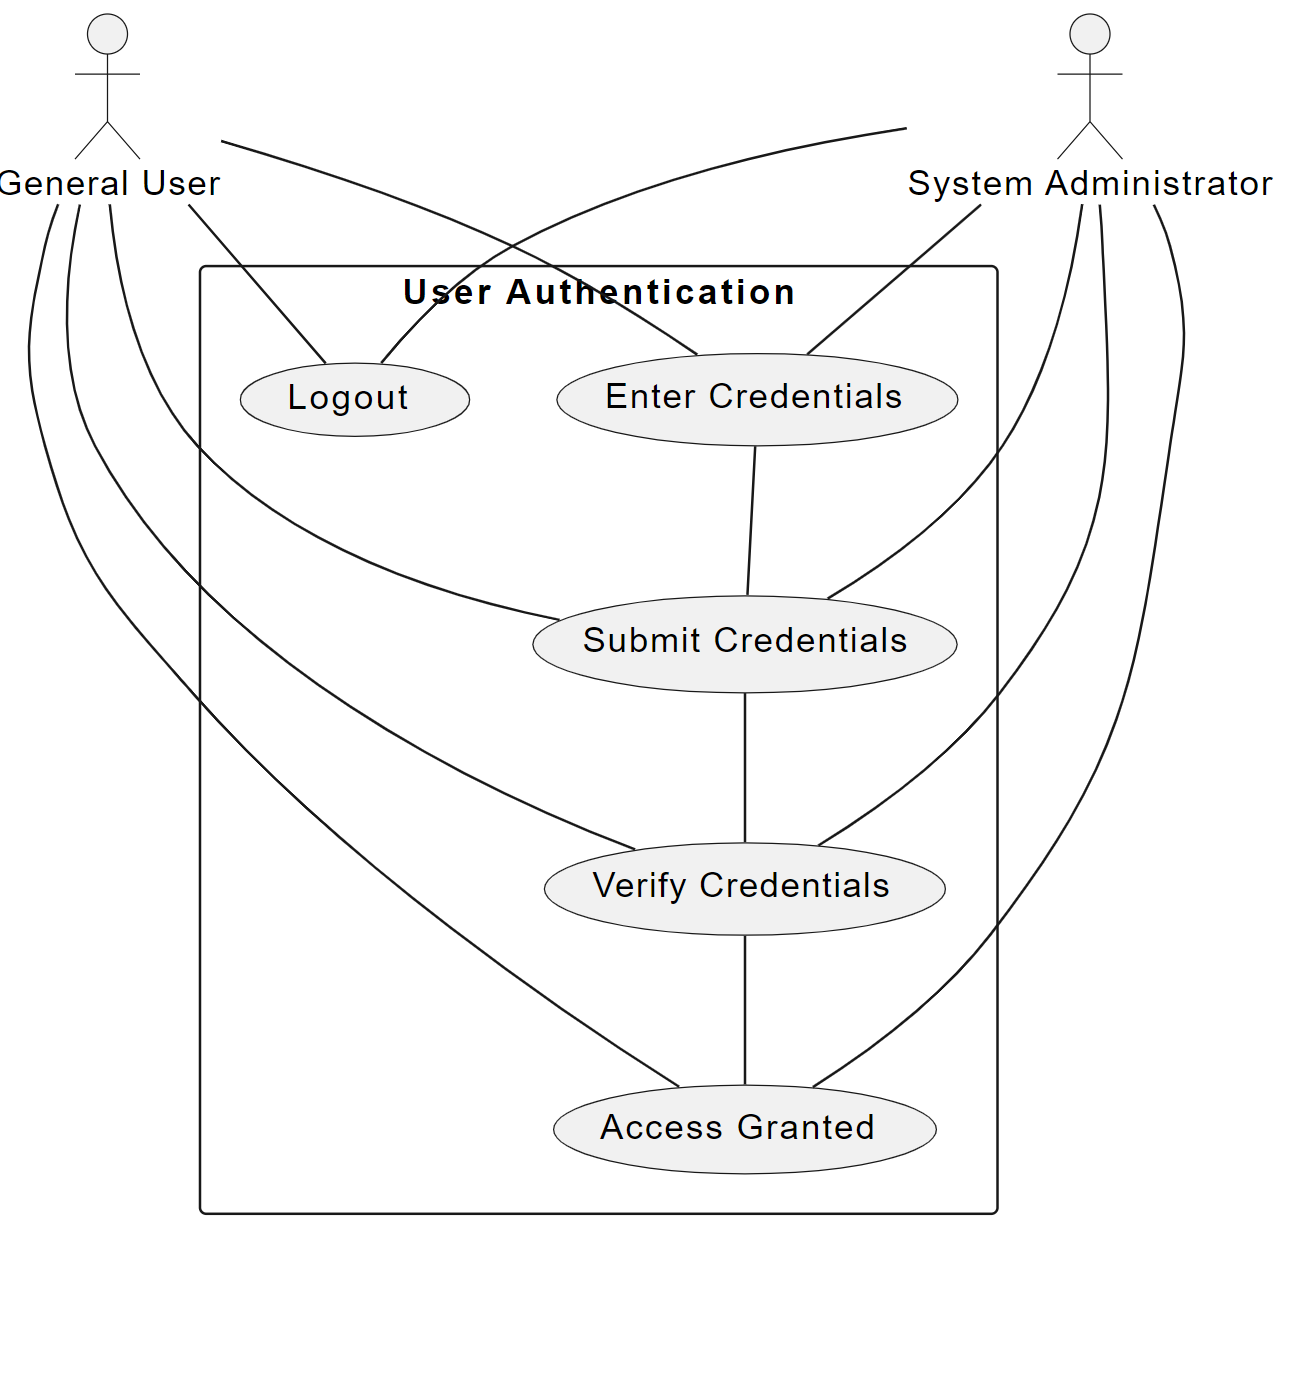 General User
System Administrator
User Authentication
Logout
Enter Credentials
Submit Credentials
Verify Credentials
Access Granted